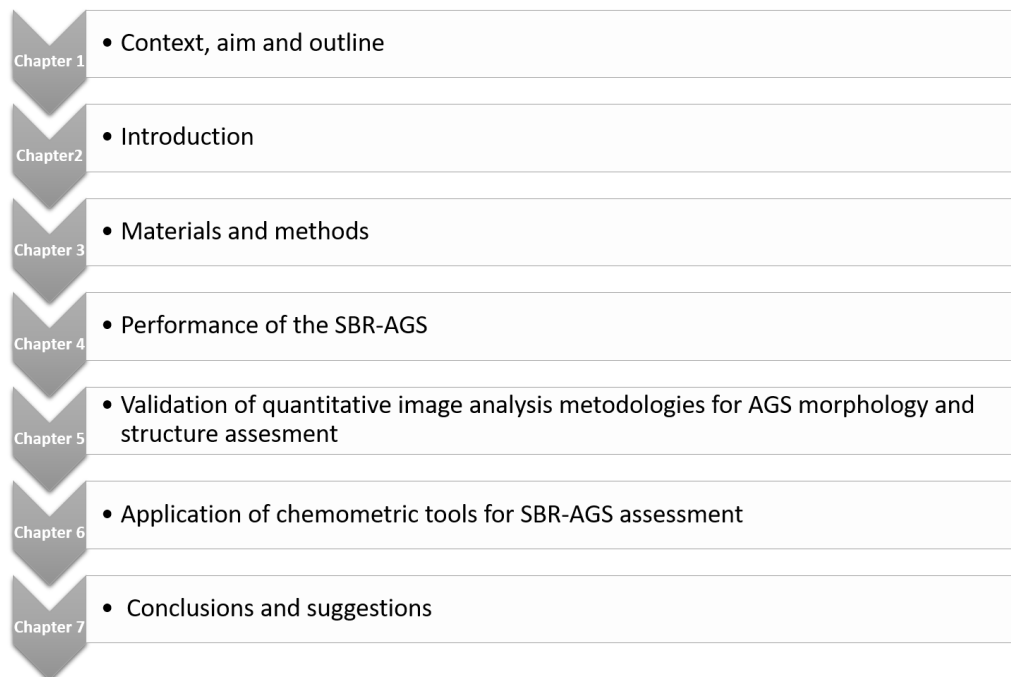 Chapter 1
• Context, aim and outline
Chapter2
• Introduction
Chapter 3
• Materials and methods
Chapter 4
• Performance of the SBR-AGS
Chapter 5
• Validation of quantitative image analysis metodologies for AGS morphology and
structure assesment
Chapter 6
• Application of chemometric tools for SBR-AGS assessment
Chapter 7
• Conclusions and suggestions